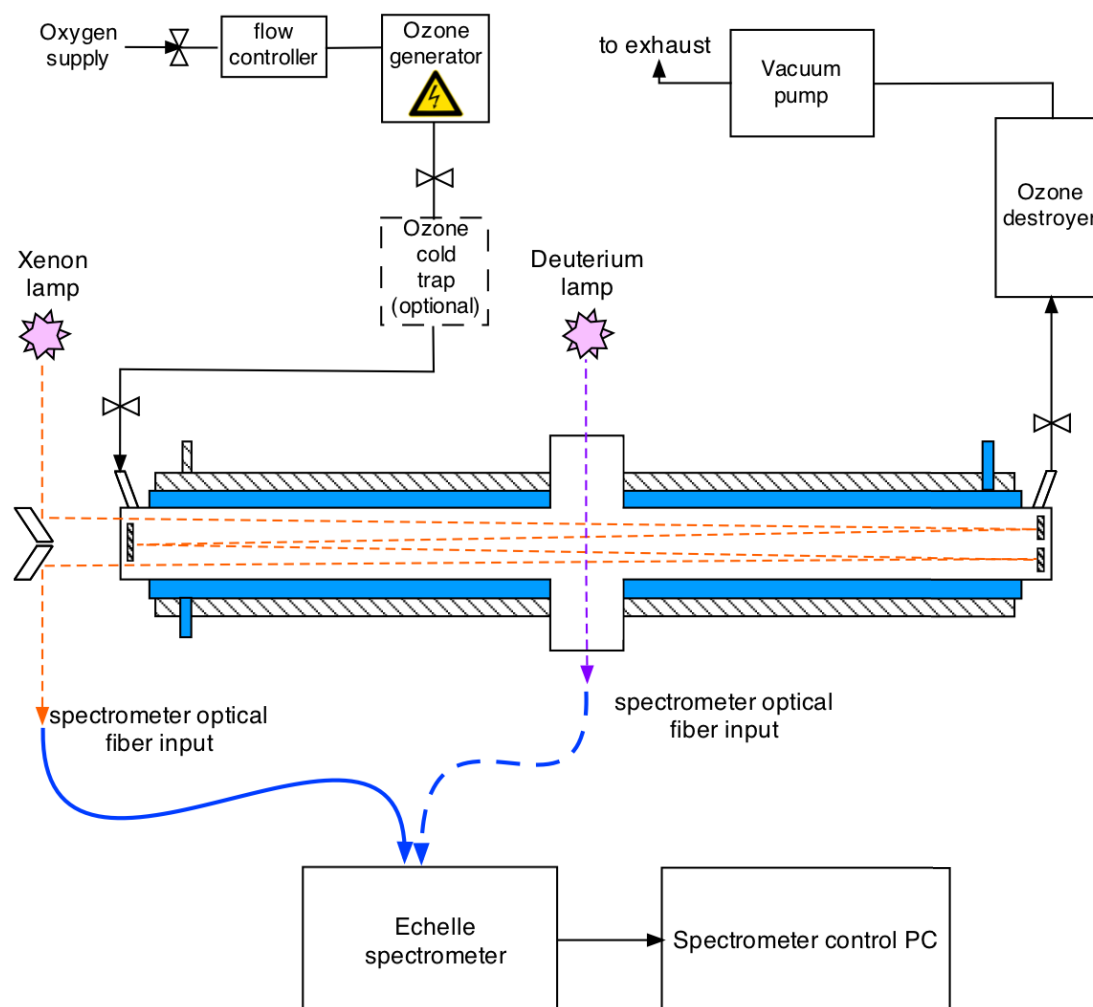 Oxygen
supply
flow
controller
Ozone
generator
to exhaust
Vacuum
pump
Ozone
destroyer
Ozone
cold
trap
(optional)
Xenon
lamp
Deuterium
lamp
spectrometer optical
fiber input
spectrometer optical
fiber input
Echelle
spectrometer
Spectrometer control PC